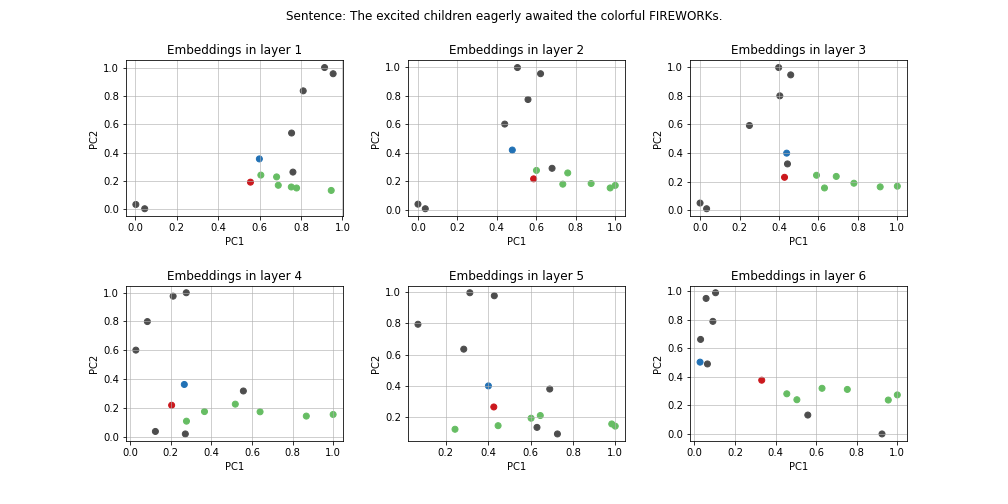 Sentence: The excited children eagerly awaited the colorful FIREWORKs.
Embeddings in layer 1
Embeddings in layer 2
Embeddings in layer 3
1.0
0.8
0.6
0.4
0.2
0.0
PC2
0.0 0.2 0.4 0.6 0.8 1.0
PC1
1.0
0.8
0.6
0.4
0.2
0.0
PC2
0.0 0.2 0.4 0.6 0.8 1.0
PC1
1.0
0.8
0.6
0.4
0.2
0.0
PC2
0.0 0.2 0.4 0.6 0.8 1.0
PC1
Embeddings in layer 4
Embeddings in layer 5
Embeddings in layer 6
1.0
0.8
0.6
0.4
0.2
0.0
PC2
0.0 0.2 0.4 0.6 0.8 1.0
PC1
1.0
0.8
0.6
0.4
0.2
PC2
0.2 0.4 0.6 0.8 1.0
PC1
1.0
0.8
0.6
0.4
0.2
0.0
PC2
0.0 0.2 0.4 0.6 0.8 1.0
PC1